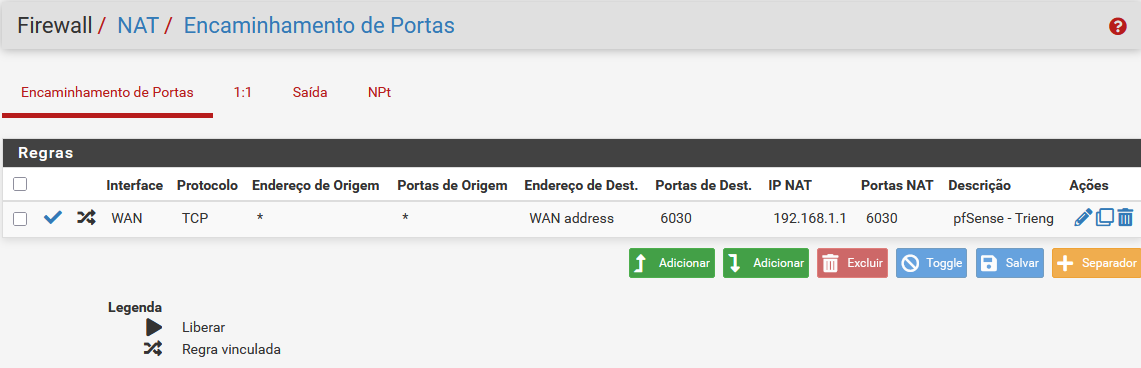 Firewall / NAT / Encaminhamento de Portas
Encaminhamento de Portas 1:1 Saída NPt
Regras
Interface Protocolo Endereço de Origem Portas de Origem Endereço de Dest. Portas de Dest. IP NAT Portas NAT Descrição Ações
WAN TCP * * WAN address 6030 192.168.1.1 6030 pfSense - Trieng
Adicionar Adicionar Excluir Toggle Salvar Separador
Legenda
Liberar
Regra vinculada